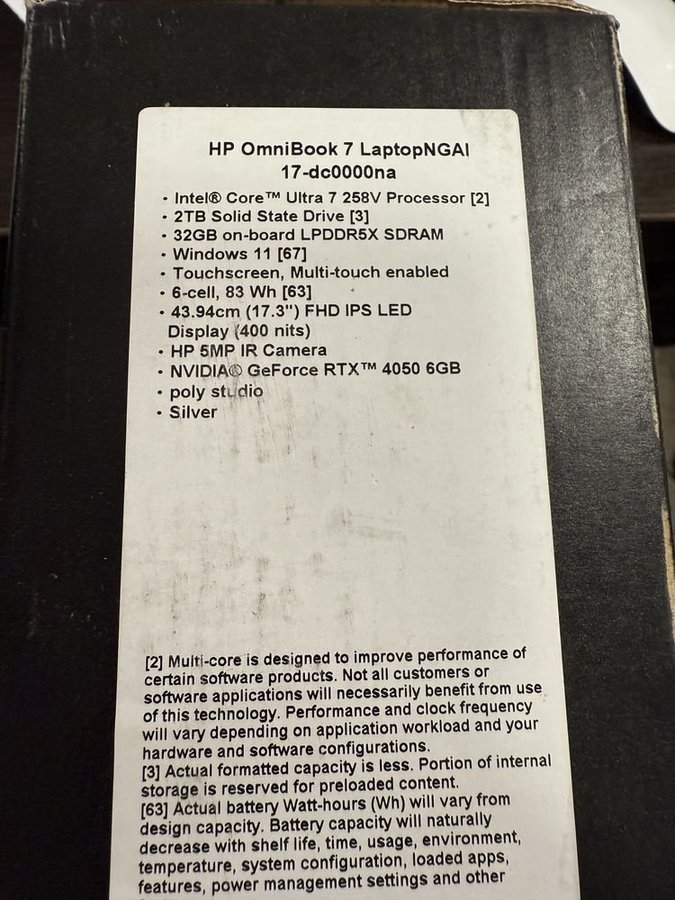 HP OmniBook 7 LaptopNGAI
17-dc0000na
• Intel® Core™ Ultra 7 258V Processor [2]
• 2TB Solid State Drive [3]
• 32GB on-board LPDDR5X SDRAM
• Windows 11 [67]
• Touchscreen, Multi-touch enabled
• 6-cell, 83 Wh [63]
• 43.94cm (17.3") FHD IPS LED
Display (400 nits)
• HP 5MP IR Camera
• NVIDIA® GeForce RTX™ 4050 6GB
• poly studio
• Silver
[2] Multi-core is designed to improve performance of
certain software products. Not all customers or
software applications will necessarily benefit from use
of this technology. Performance and clock frequency
will vary depending on application workload and your
hardware and software configurations.
[3] Actual formatted capacity is less. Portion of internal
storage is reserved for preloaded content.
[63] Actual battery Watt-hours (Wh) will vary from
design capacity. Battery capacity will naturally
decrease with shelf life, time, usage, environment,
temperature, system configuration, loaded apps,
features, power management settings and other